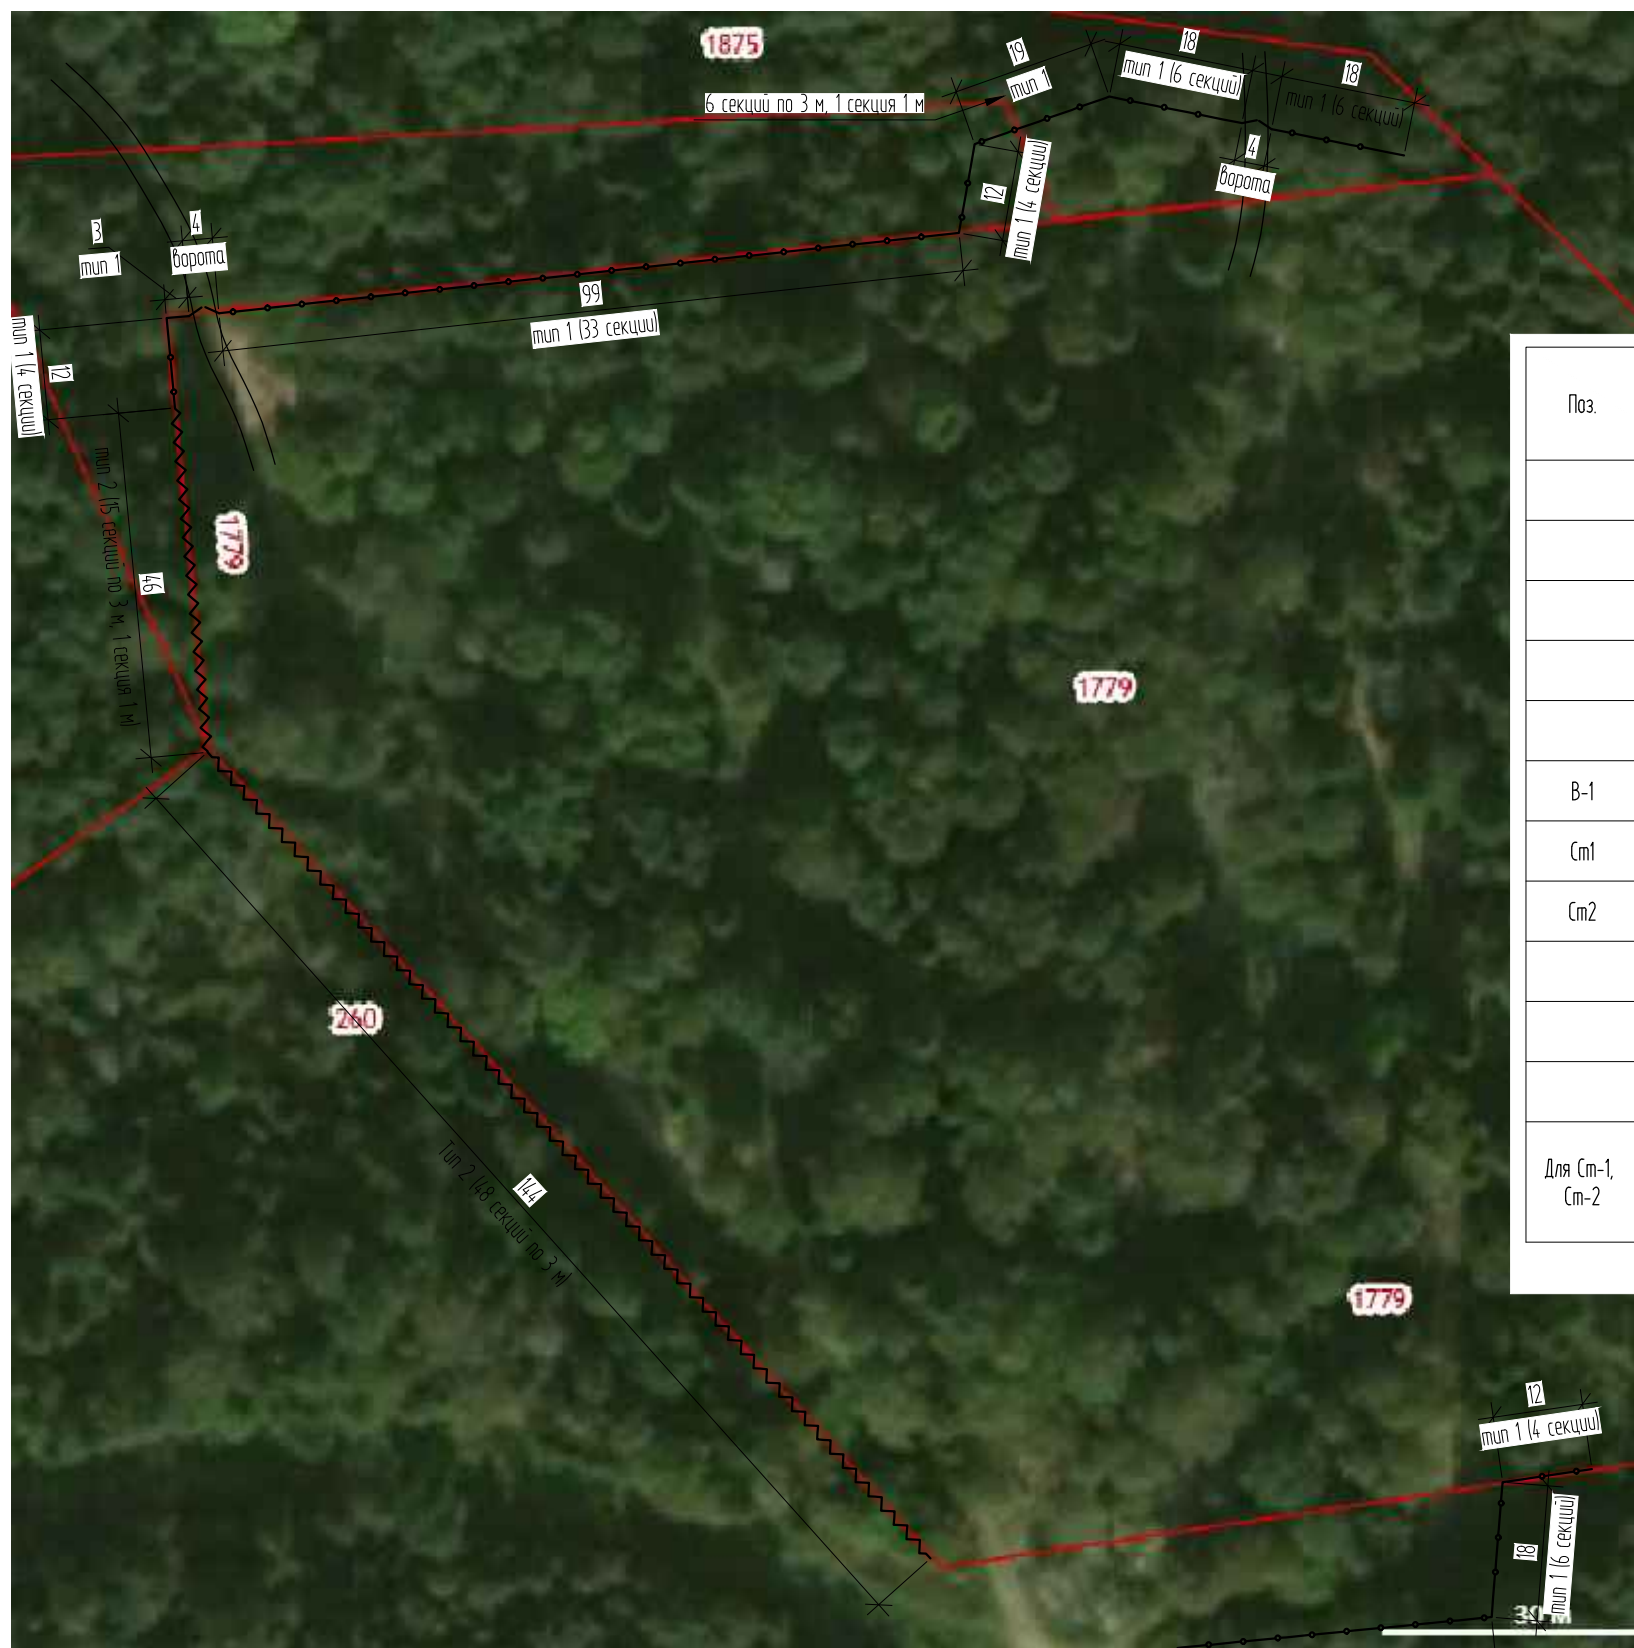 1875
18
19
тип 1
тип 1 (6 секций)
18
6 секций по 3 м, 1 секция 1 м
тип 1 (6 секций)
4
ворота
12
тип 1 (4 секции)
3
тип 1
4
ворота
99
тип 1 (33 секции)
тип 1 (4 секции)
12
тип 2 (15 секций по 3 м, 1 секция 1 м)
46
1779
1779
Поз.
В-1
Ст1
Ст2
Для Ст-1,
Ст-2
260
144
Тип 2 (48 секций по 3 м)
1779
12
тип 1 (4 секции)
18
тип 1 (6 секций)